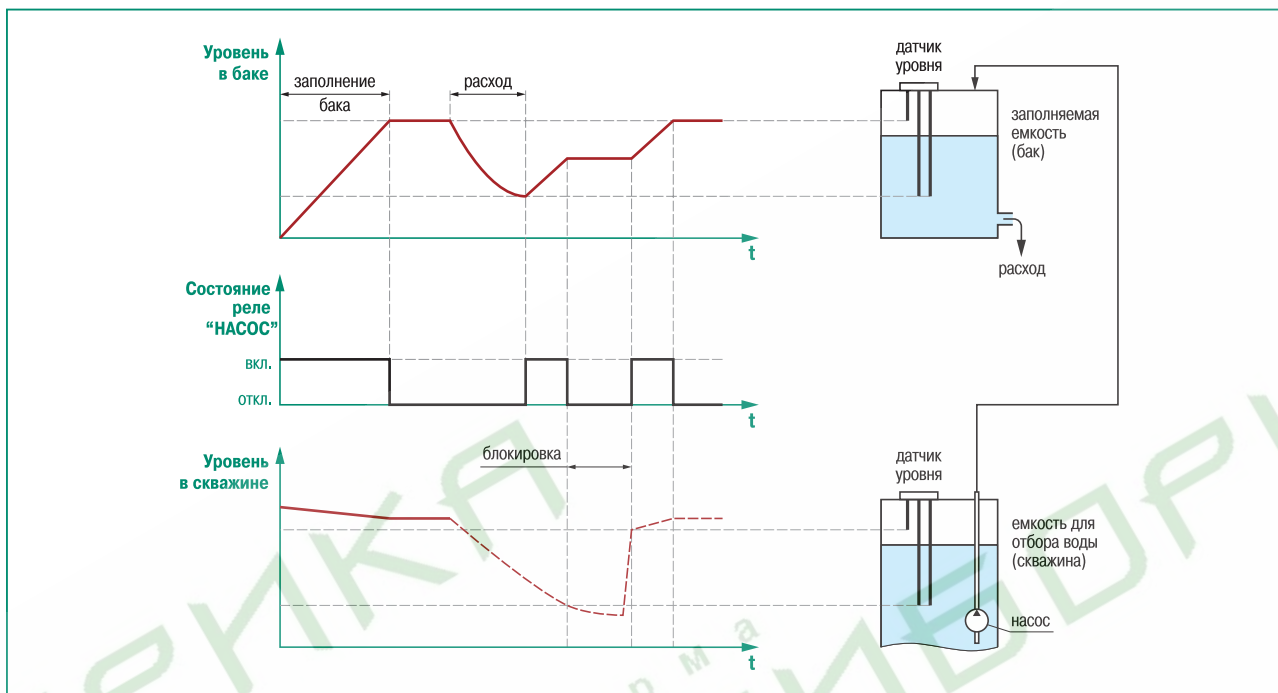 Уровень
в баке
заполнение
бака
расход
t
датчик
уровня
заполняемая
емкость
(бак)
расход
Состояние
реле
“НАСОС”
ВКЛ.
ОТКЛ.
t
Уровень
в скважине
блокировка
t
датчик
уровня
емкость для
отбора воды
(скважина)
насос